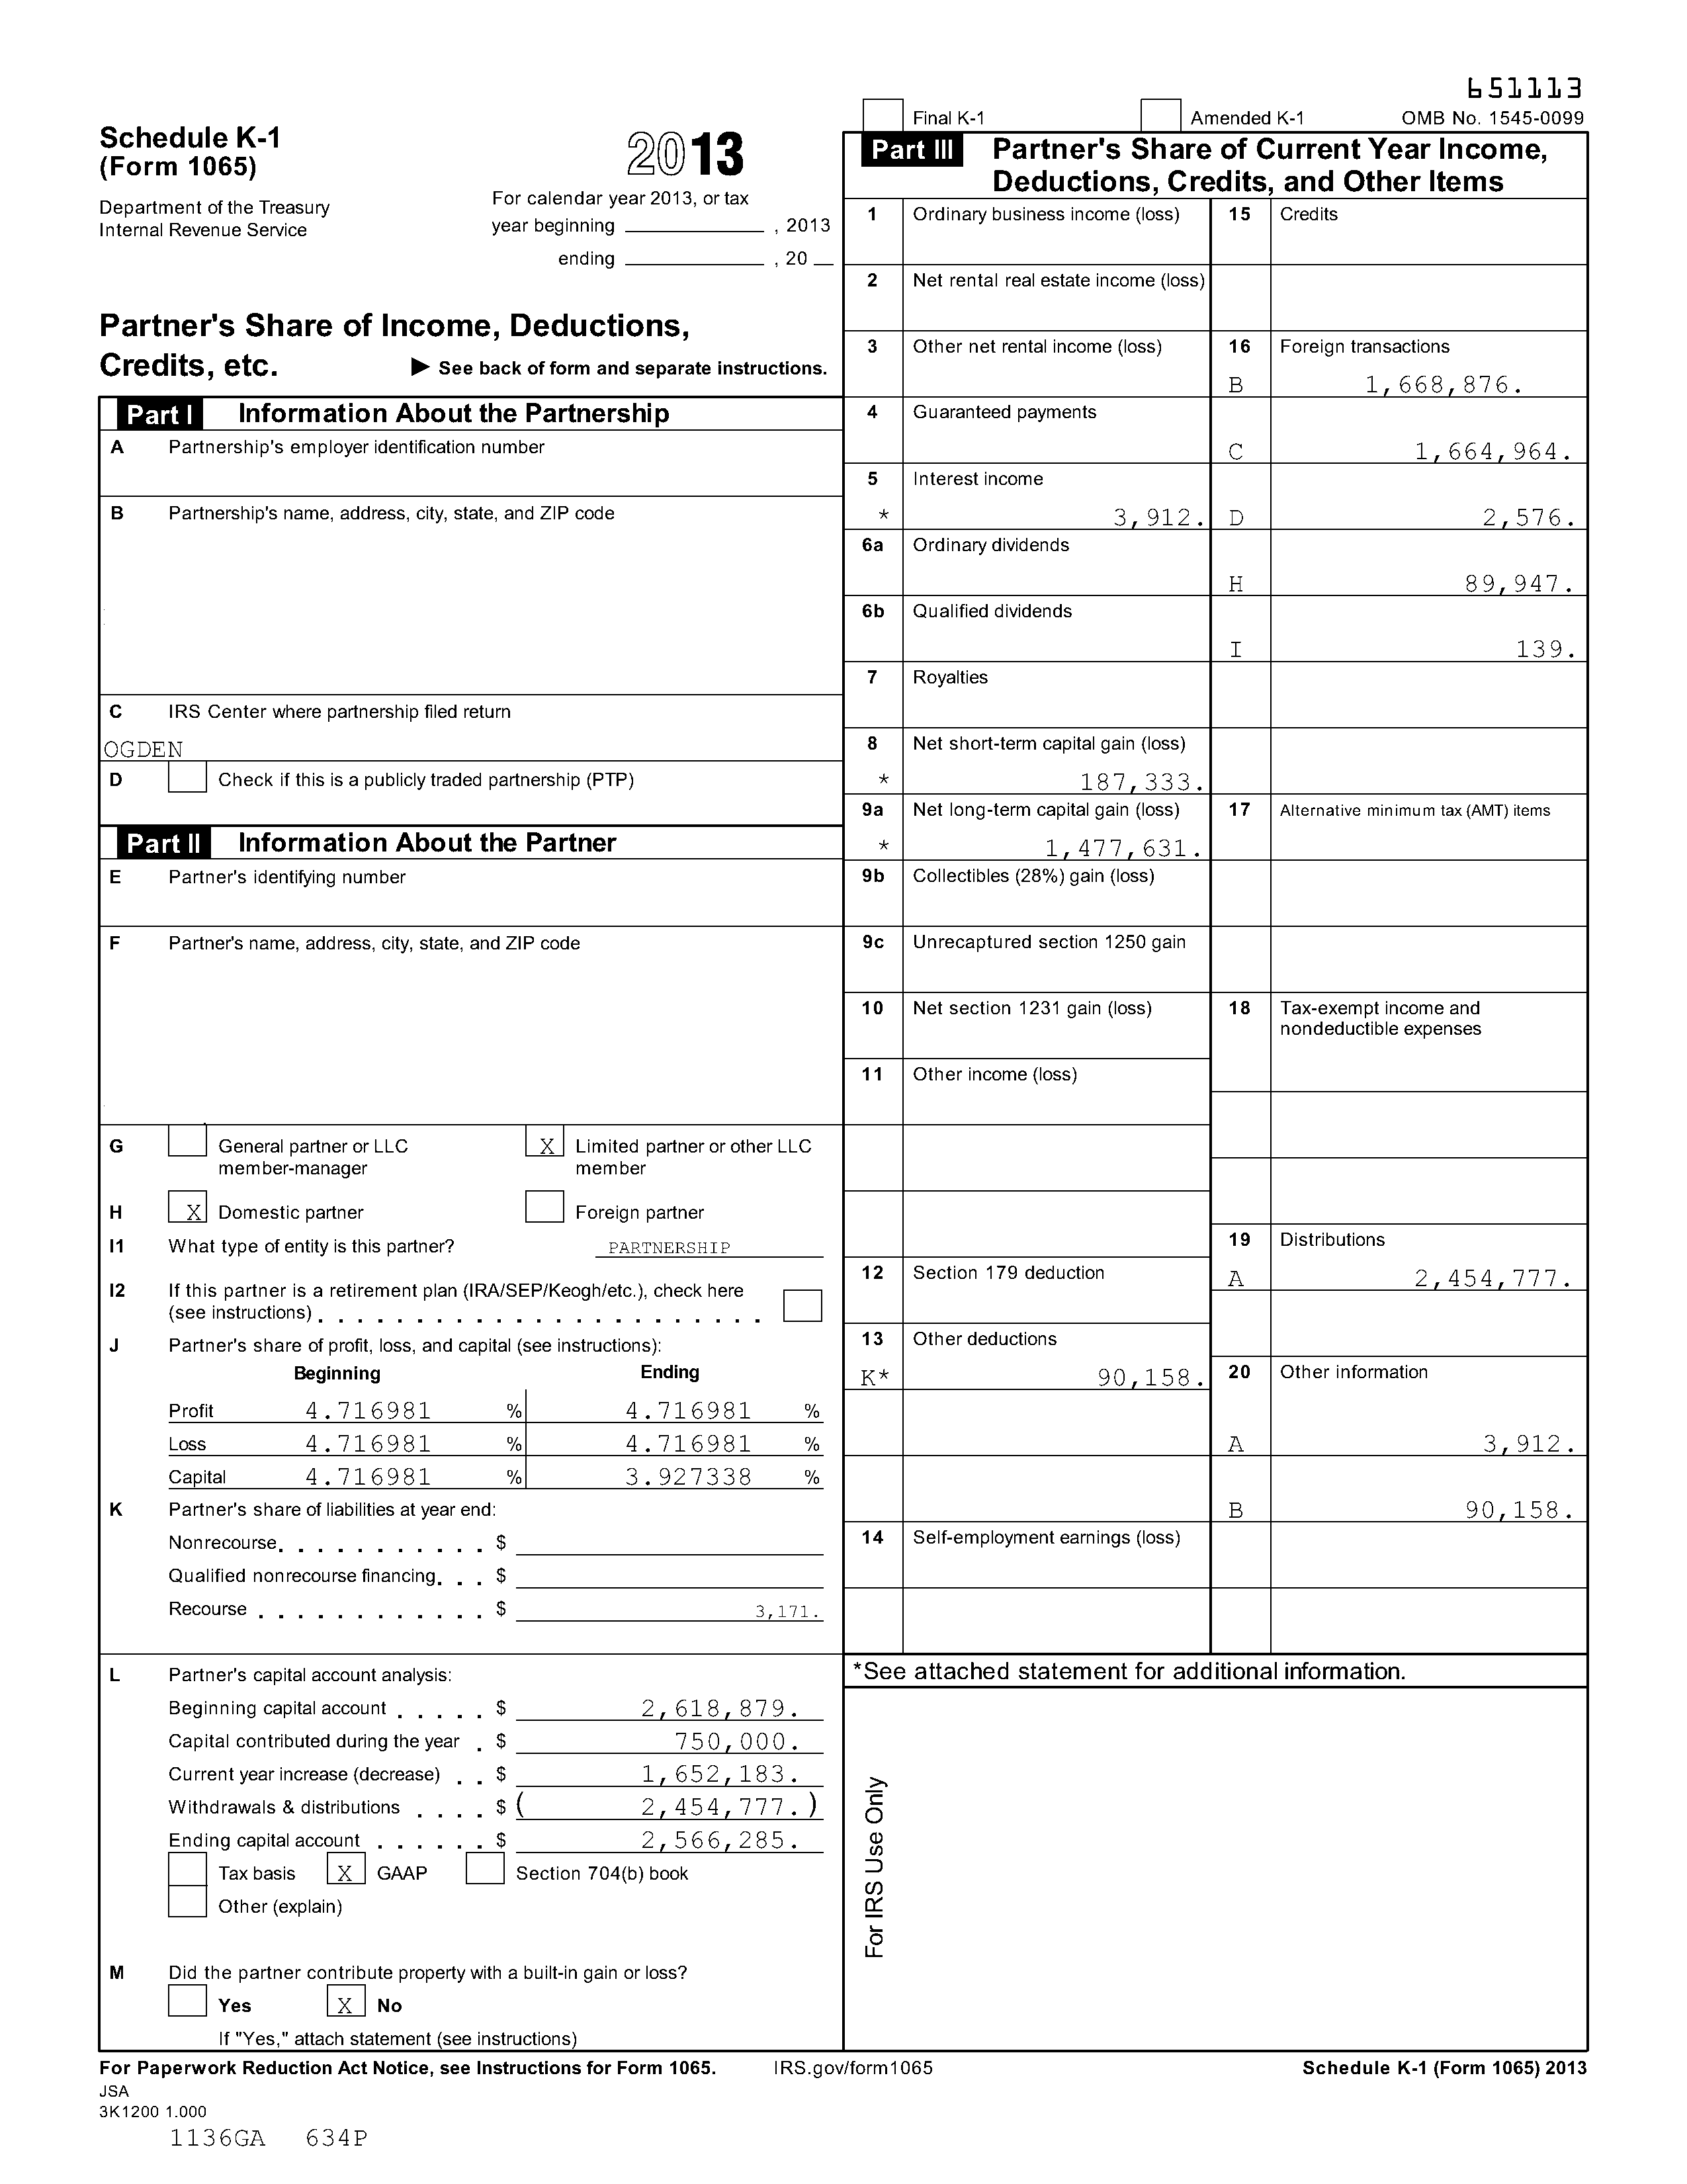 651113
Final K-1 Amended K-1 OMB No. 1545-0099
Schedule K-1
(Form 1065)
2013
Department of the Treasury
Internal Revenue Service
For calendar year 2013, or tax
year beginning ____________ , 2013
ending ____________ , 20 __
Partner's Share of Income, Deductions,
Credits, etc. ▶ See back of form and separate instructions.
Part I Information About the Partnership
A Partnership's employer identification number
B Partnership's name, address, city, state, and ZIP code
C IRS Center where partnership filed return
OGDEN
D Check if this is a publicly traded partnership (PTP)
Part II Information About the Partner
E Partner's identifying number
F Partner's name, address, city, state, and ZIP code
G General partner or LLC
member-manager
X Limited partner or other LLC
member
H X Domestic partner Foreign partner
I1 What type of entity is this partner? PARTNERSHIP
I2 If this partner is a retirement plan (IRA/SEP/Keogh/etc.), check here
(see instructions) . . . . . . . . . . . . . . . . . . . . . . .
J Partner's share of profit, loss, and capital (see instructions):
Beginning Ending
Profit 4.716981 % 4.716981 %
Loss 4.716981 % 4.716981 %
Capital 4.716981 % 3.927338 %
K Partner's share of liabilities at year end:
Nonrecourse. . . . . . . . . . . $
Qualified nonrecourse financing. . . $
Recourse . . . . . . . . . . . . $ 3,171.
L Partner's capital account analysis:
Beginning capital account . . . . . $ 2,618,879.
Capital contributed during the year . $ 750,000.
Current year increase (decrease) . . $ 1,652,183.
Withdrawals & distributions . . . . $ ( 2,454,777. )
Ending capital account . . . . . . $ 2,566,285.
Tax basis X GAAP Section 704(b) book
Other (explain)
M Did the partner contribute property with a built-in gain or loss?
Yes X No
If "Yes," attach statement (see instructions)
Part III Partner's Share of Current Year Income,
Deductions, Credits, and Other Items
1 Ordinary business income (loss)
2 Net rental real estate income (loss)
3 Other net rental income (loss)
4 Guaranteed payments
5 Interest income
* 3,912.
6a Ordinary dividends
6b Qualified dividends
7 Royalties
8 Net short-term capital gain (loss)
* 187,333.
9a Net long-term capital gain (loss)
* 1,477,631.
9b Collectibles (28%) gain (loss)
9c Unrecaptured section 1250 gain
10 Net section 1231 gain (loss)
11 Other income (loss)
12 Section 179 deduction
13 Other deductions
K* 90,158.
14 Self-employment earnings (loss)
15 Credits
16 Foreign transactions
B 1,668,876.
C 1,664,964.
D 2,576.
H 89,947.
I 139.
17 Alternative minimum tax (AMT) items
18 Tax-exempt income and
nondeductible expenses
19 Distributions
A 2,454,777.
20 Other information
A 3,912.
B 90,158.
*See attached statement for additional information.
For IRS Use Only
For Paperwork Reduction Act Notice, see Instructions for Form 1065. IRS.gov/form1065 Schedule K-1 (Form 1065) 2013
JSA
3K1200 1.000
1136GA 634P